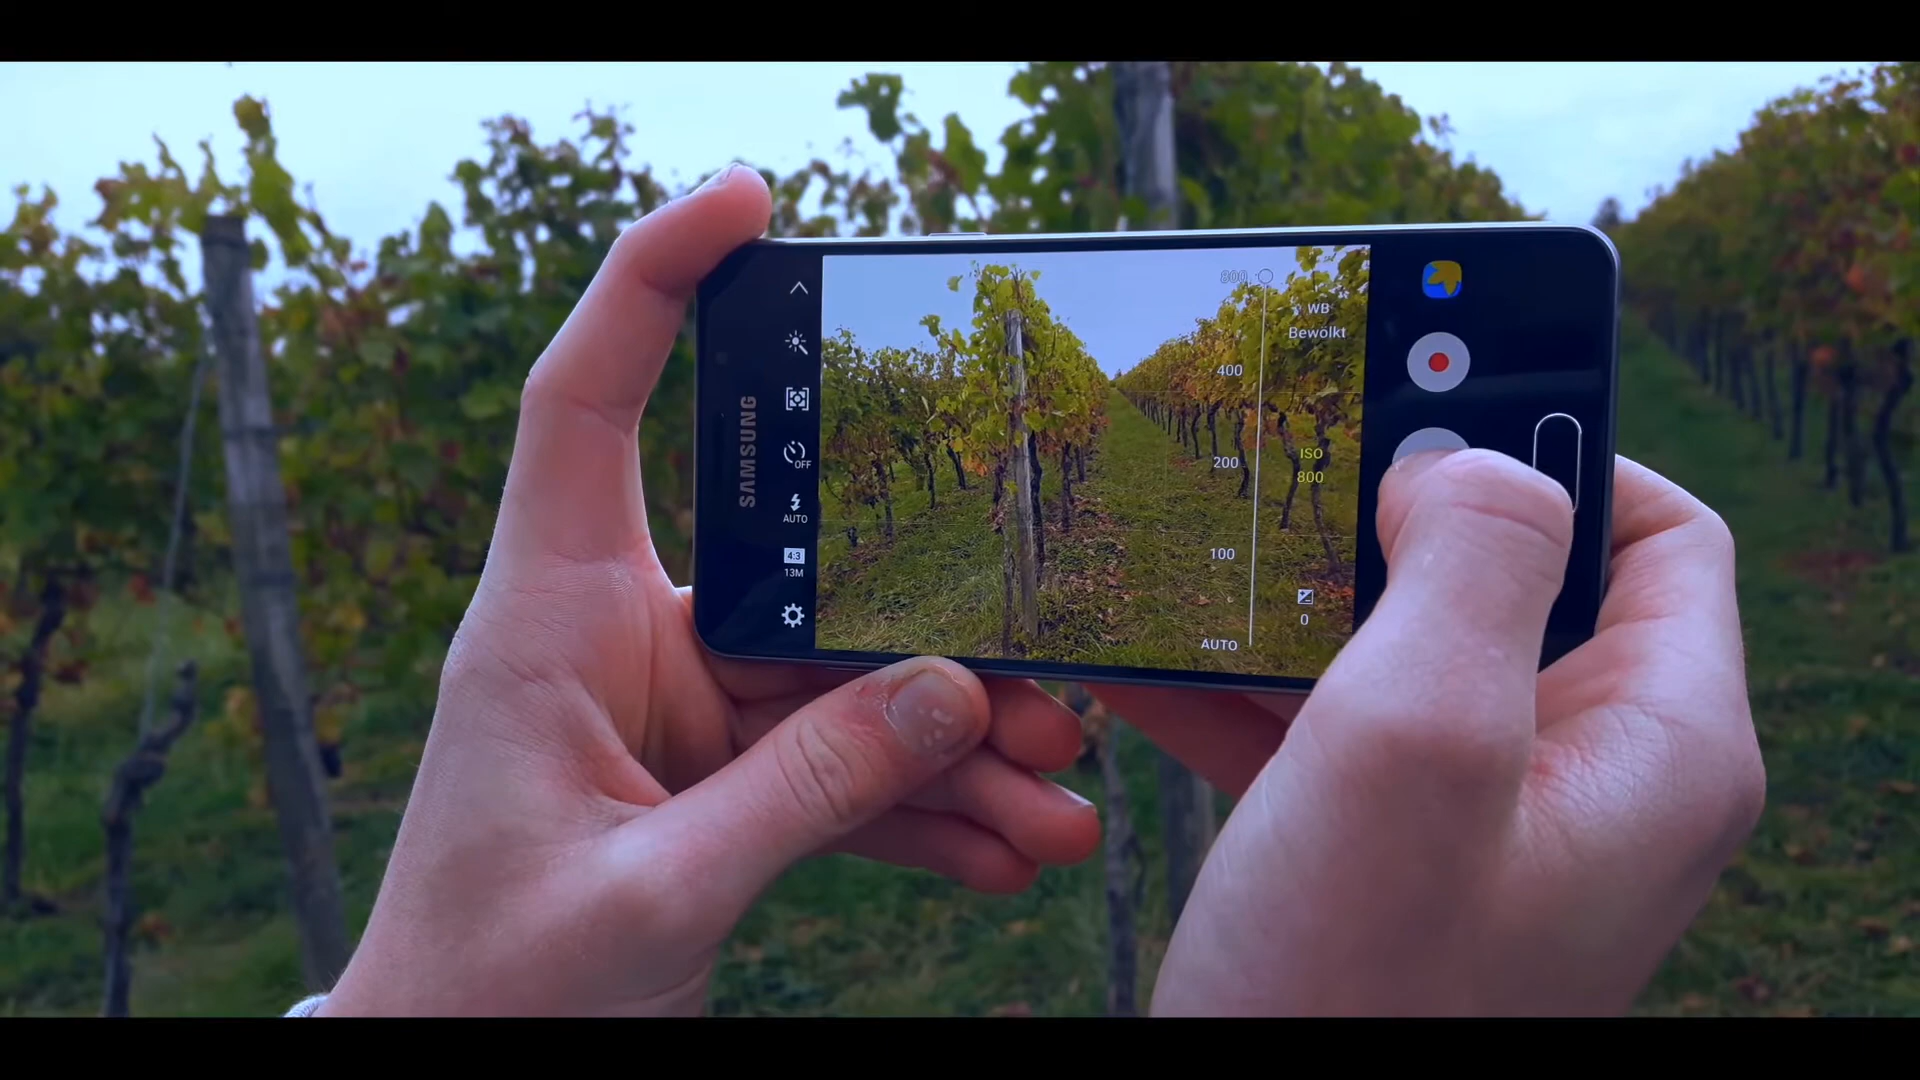 SAMSUNG
OFF
AUTO
4:3
13M
800
400
200
100
AUTO
WB
Bewölkt
ISO
800
0